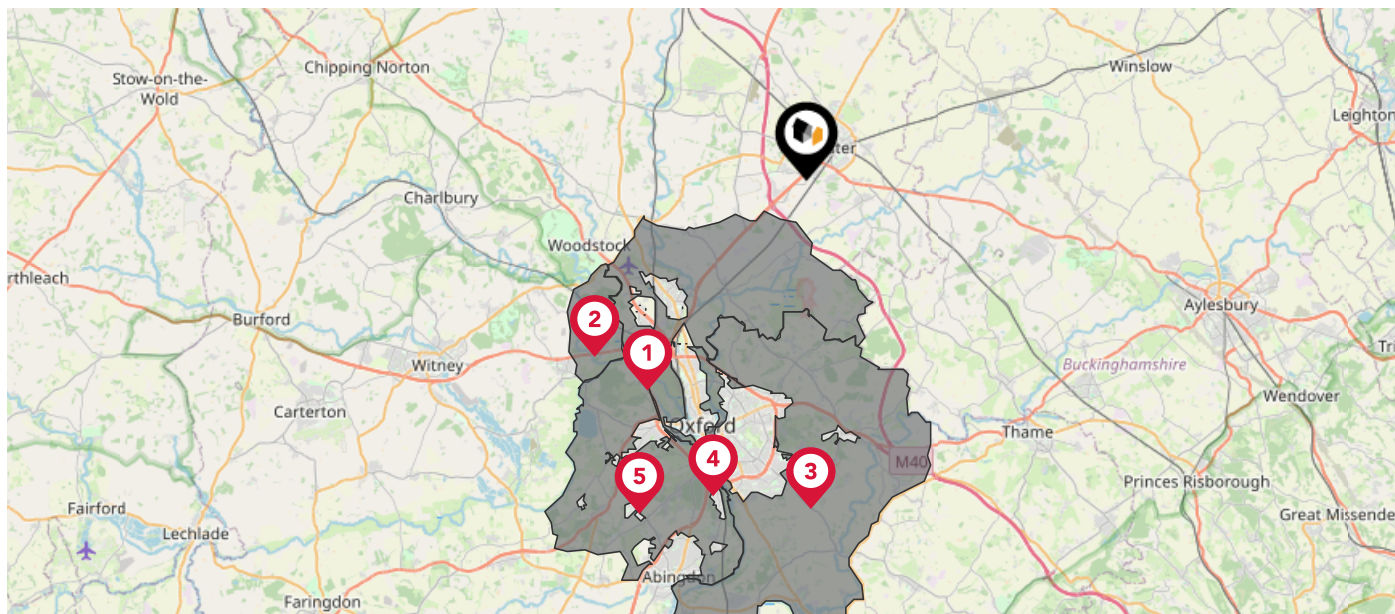 Stow-on-the-
Wold
Chipping Norton
Winslow
Leighton
Charlbury
Woodstock
Aylesbury
Burford
Witney
2
1
Buckinghamshire
Wendover
Carterton
Oxford
Thame
M40
4
3
5
Princes Risborough
Fairford
Lechlade
Great Missende
Abingdon
Faringdon